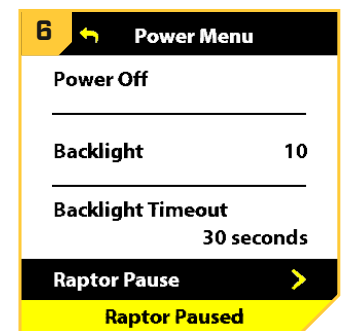 6
Power Menu
Power Off
Backlight 10
Backlight Timeout
30 seconds
Raptor Pause
Raptor Paused